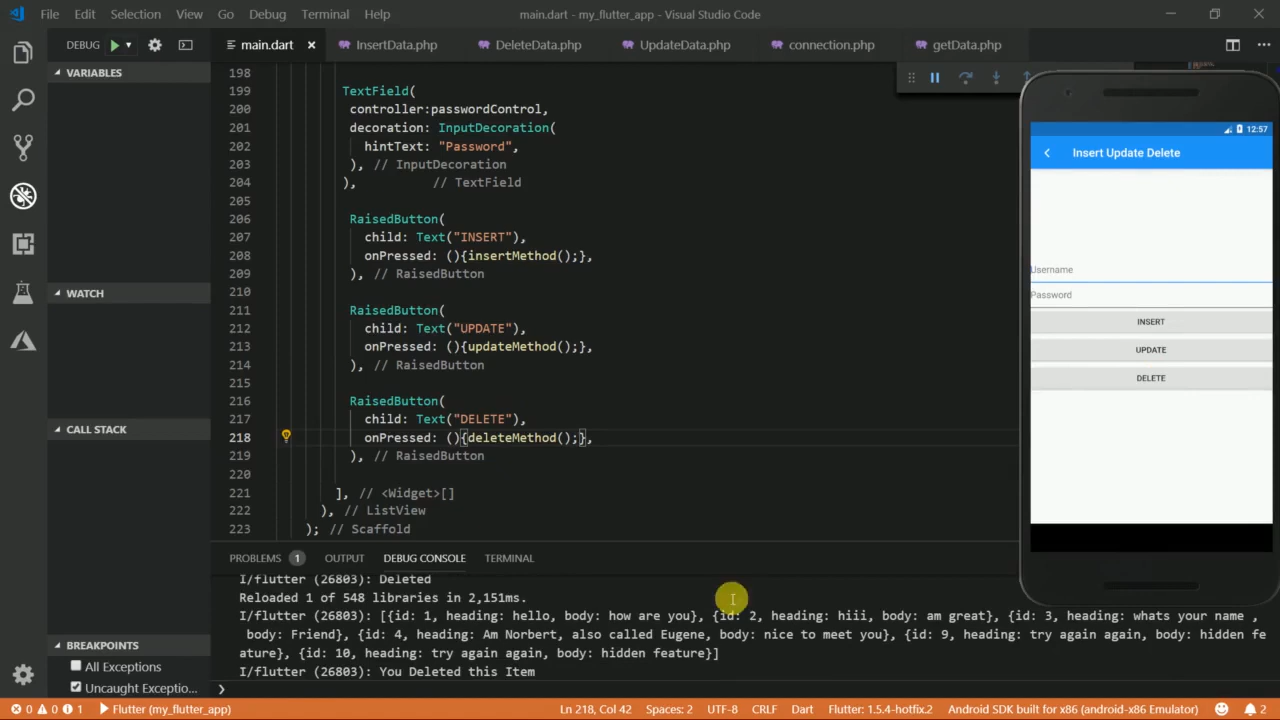 File Edit Selection View Go Debug Terminal Help
main.dart - my_flutter_app - Visual Studio Code
DEBUG
main.dart
InsertData.php
DeleteData.php
UpdateData.php
connection.php
getData.php
VARIABLES
WATCH
CALL STACK
BREAKPOINTS
All Exceptions
Uncaught Exceptio...
198
199 TextField(
200 controller:passwordControl,
201 decoration: InputDecoration(
202 hintText: "Password",
203 ), // InputDecoration
204 ), // TextField
205
206 RaisedButton(
207 child: Text("INSERT"),
208 onPressed: (){insertMethod();},
209 ), // RaisedButton
210
211 RaisedButton(
212 child: Text("UPDATE"),
213 onPressed: (){updateMethod();},
214 ), // RaisedButton
215
216 RaisedButton(
217 child: Text("DELETE"),
218 onPressed: (){deleteMethod();},
219 ), // RaisedButton
220
221 ], // <Widget>[]
222 ), // ListView
223 ); // Scaffold
12:57
Insert Update Delete
Username
Password
INSERT
UPDATE
DELETE
PROBLEMS 1 OUTPUT DEBUG CONSOLE TERMINAL
I/flutter (26803): Deleted
Reloaded 1 of 548 libraries in 2,151ms.
I/flutter (26803): [{id: 1, heading: hello, body: how are you}, {id: 2, heading: hiii, body: am great}, {id: 3, heading: whats your name ,
body: Friend}, {id: 4, heading: Am Norbert, also called Eugene, body: nice to meet you}, {id: 9, heading: try again again, body: hidden fe
ature}, {id: 10, heading: try again again, body: hidden feature}]
I/flutter (26803): You Deleted this Item
0 0 1 Flutter (my_flutter_app) Ln 218, Col 42 Spaces: 2 UTF-8 CRLF Dart Flutter: 1.5.4-hotfix.2 Android SDK built for x86 (android-x86 Emulator) 2